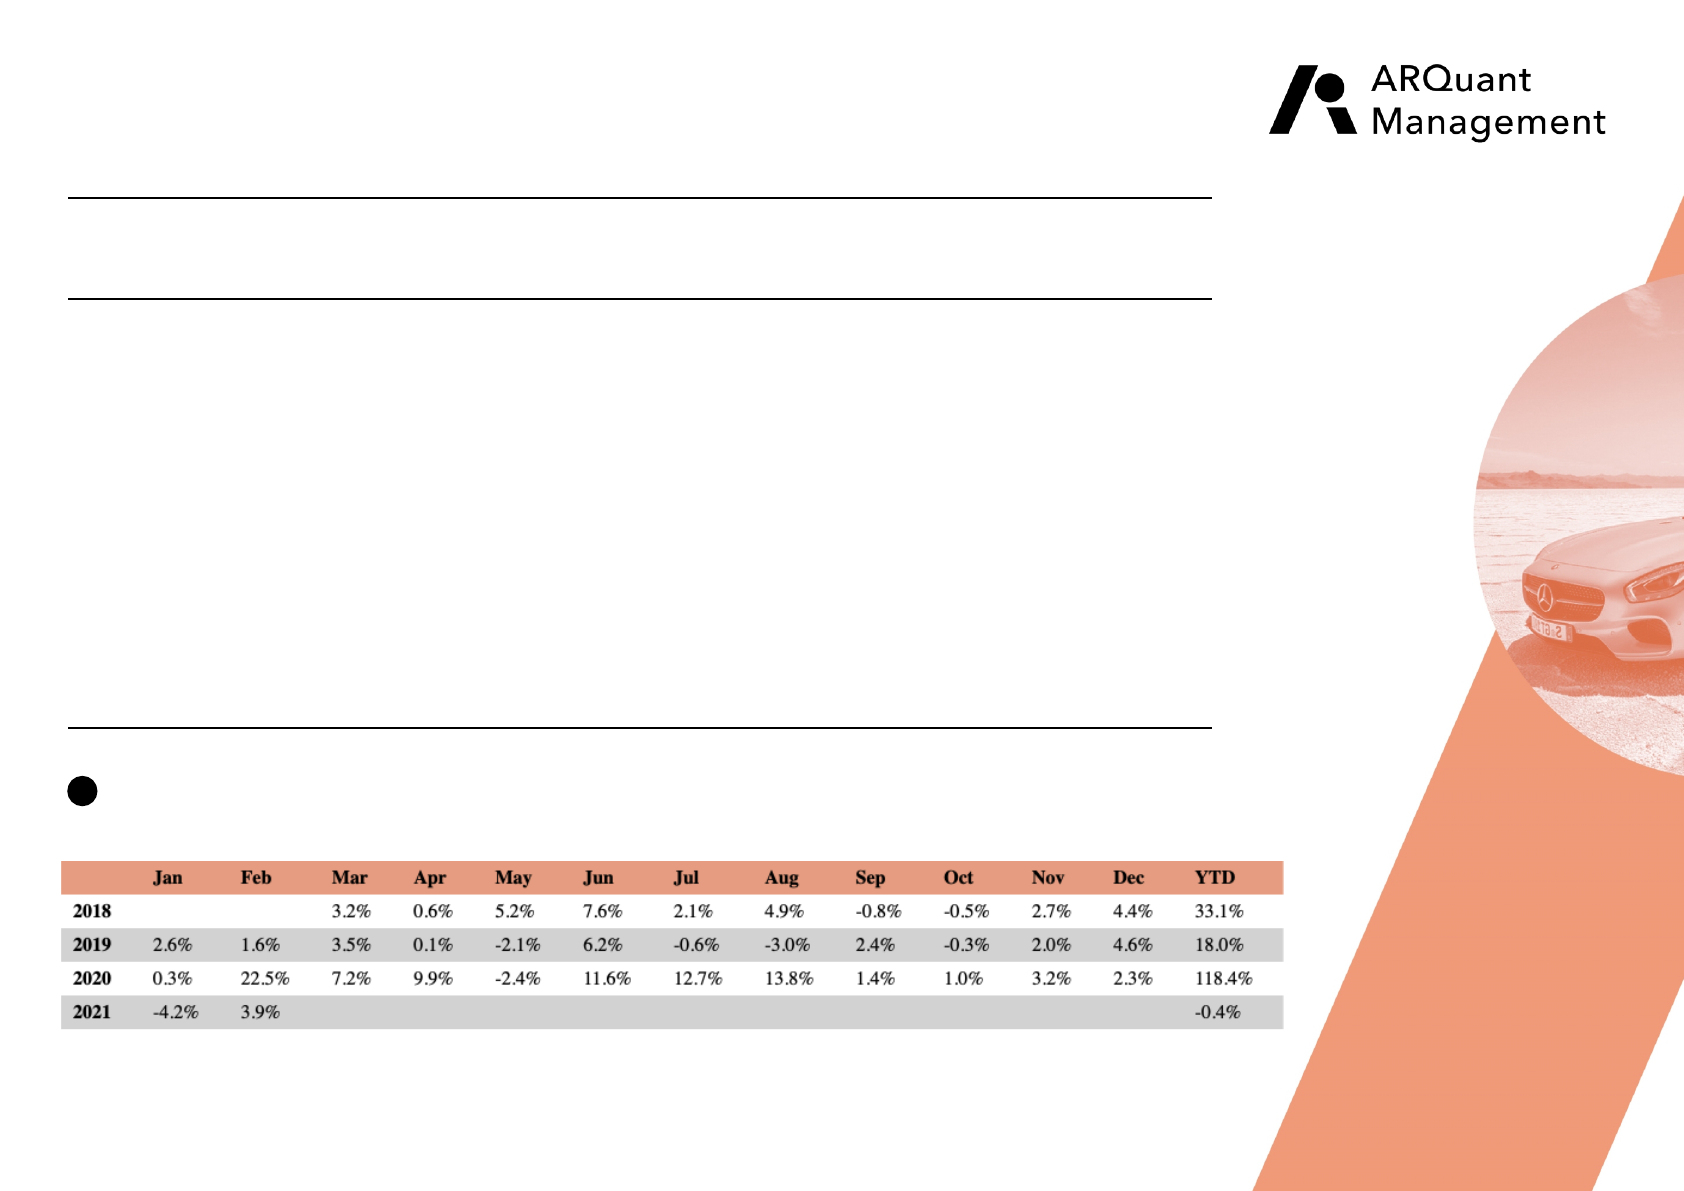 ARQuant
Management
Jan Feb Mar Apr May Jun Jul Aug Sep Oct Nov Dec YTD
2018 3.2% 0.6% 5.2% 7.6% 2.1% 4.9% -0.8% -0.5% 2.7% 4.4% 33.1%
2019 2.6% 1.6% 3.5% 0.1% -2.1% 6.2% -0.6% -3.0% 2.4% -0.3% 2.0% 4.6% 18.0%
2020 0.3% 22.5% 7.2% 9.9% -2.4% 11.6% 12.7% 13.8% 1.4% 1.0% 3.2% 2.3% 118.4%
2021 -4.2% 3.9% -0.4%